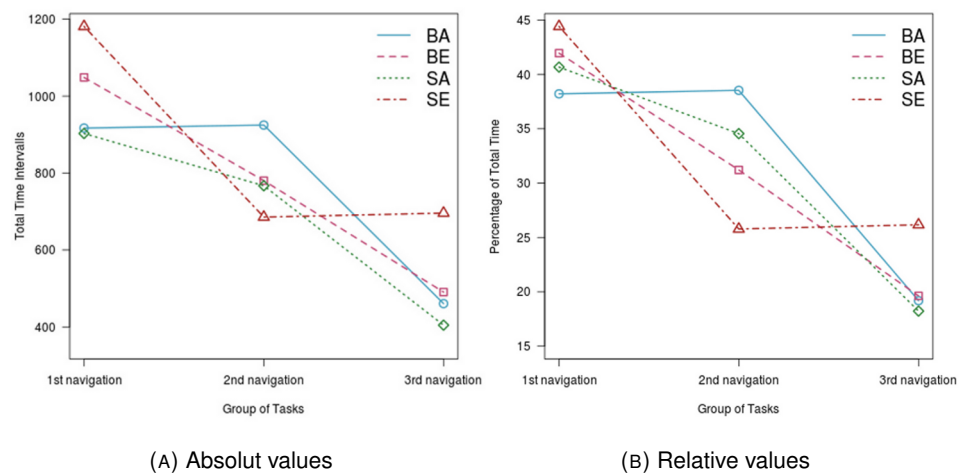 1200
1000
800
600
400
Total Time Intervalls
1st navigation 2nd navigation 3rd navigation
Group of Tasks
BA
BE
SA
SE
(A) Absolut values
45
40
35
30
25
20
15
Percentage of Total Time
1st navigation 2nd navigation 3rd navigation
Group of Tasks
BA
BE
SA
SE
(B) Relative values